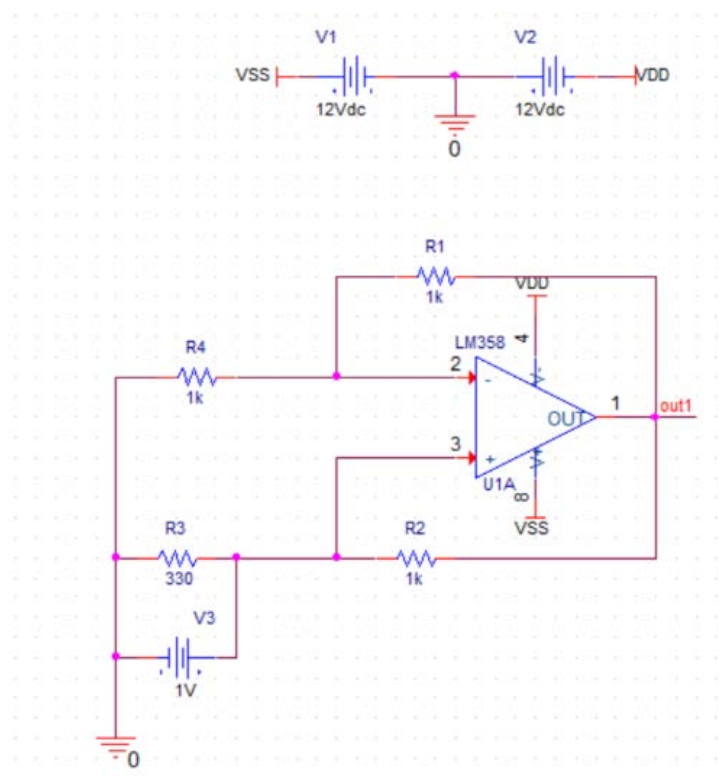 V1 V2
VSS VDD
12Vdc 12Vdc
0
R1
1k
VDD
R4
1k
LM358
4
V-
2
-
OUT
1
out1
3
+
V+
U1A
8
VSS
R3
330
R2
1k
V3
1V
0